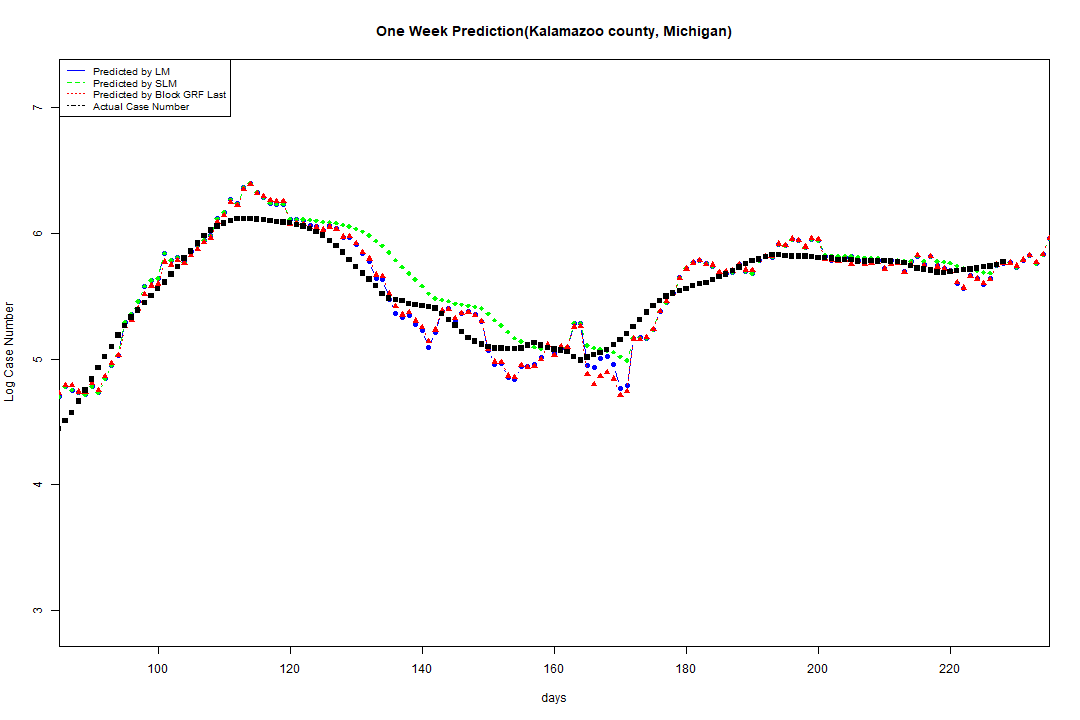 One Week Prediction(Kalamazoo county, Michigan)
Predicted by LM
Predicted by SLM
Predicted by Block GRF Last
Actual Case Number
7
6
5
4
3
Log Case Number
100 120 140 160 180 200 220
days